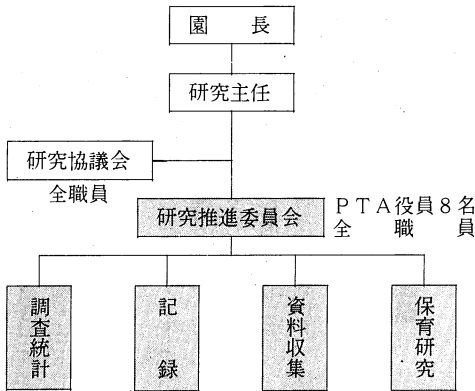 園長
研究主任
研究協議会
全職員
研究推進委員会
PTA役員8名
全職員
調査統計
記録
資料収集
保育研究